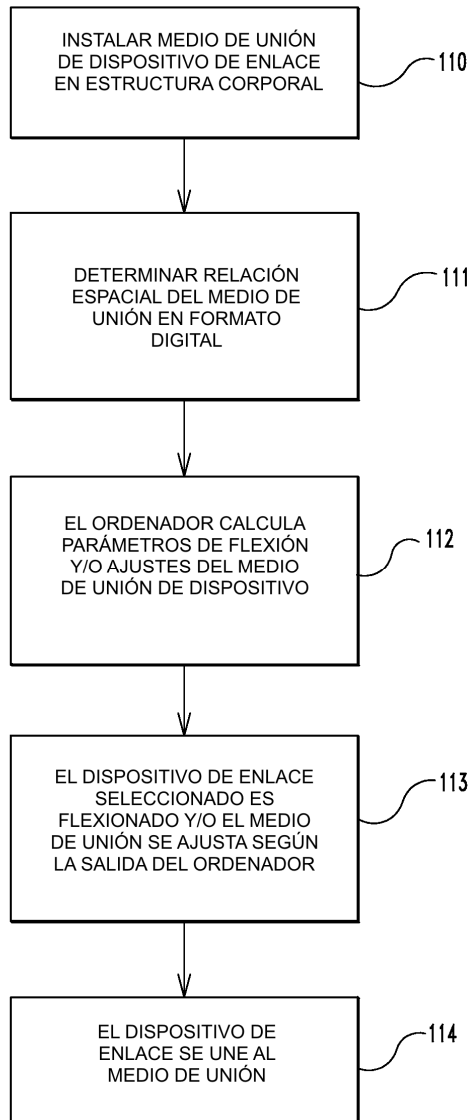 INSTALAR MEDIO DE UNIÓN
DE DISPOSITIVO DE ENLACE
EN ESTRUCTURA CORPORAL
110
DETERMINAR RELACIÓN
ESPACIAL DEL MEDIO DE
UNIÓN EN FORMATO
DIGITAL
111
EL ORDENADOR CALCULA
PARÁMETROS DE FLEXIÓN
Y/O AJUSTES DEL MEDIO
DE UNIÓN DE DISPOSITIVO
112
EL DISPOSITIVO DE ENLACE
SELECCIONADO ES
FLEXIONADO Y/O EL MEDIO
DE UNIÓN SE AJUSTA SEGÚN
LA SALIDA DEL ORDENADOR
113
EL DISPOSITIVO DE
ENLACE SE UNE AL
MEDIO DE UNIÓN
114